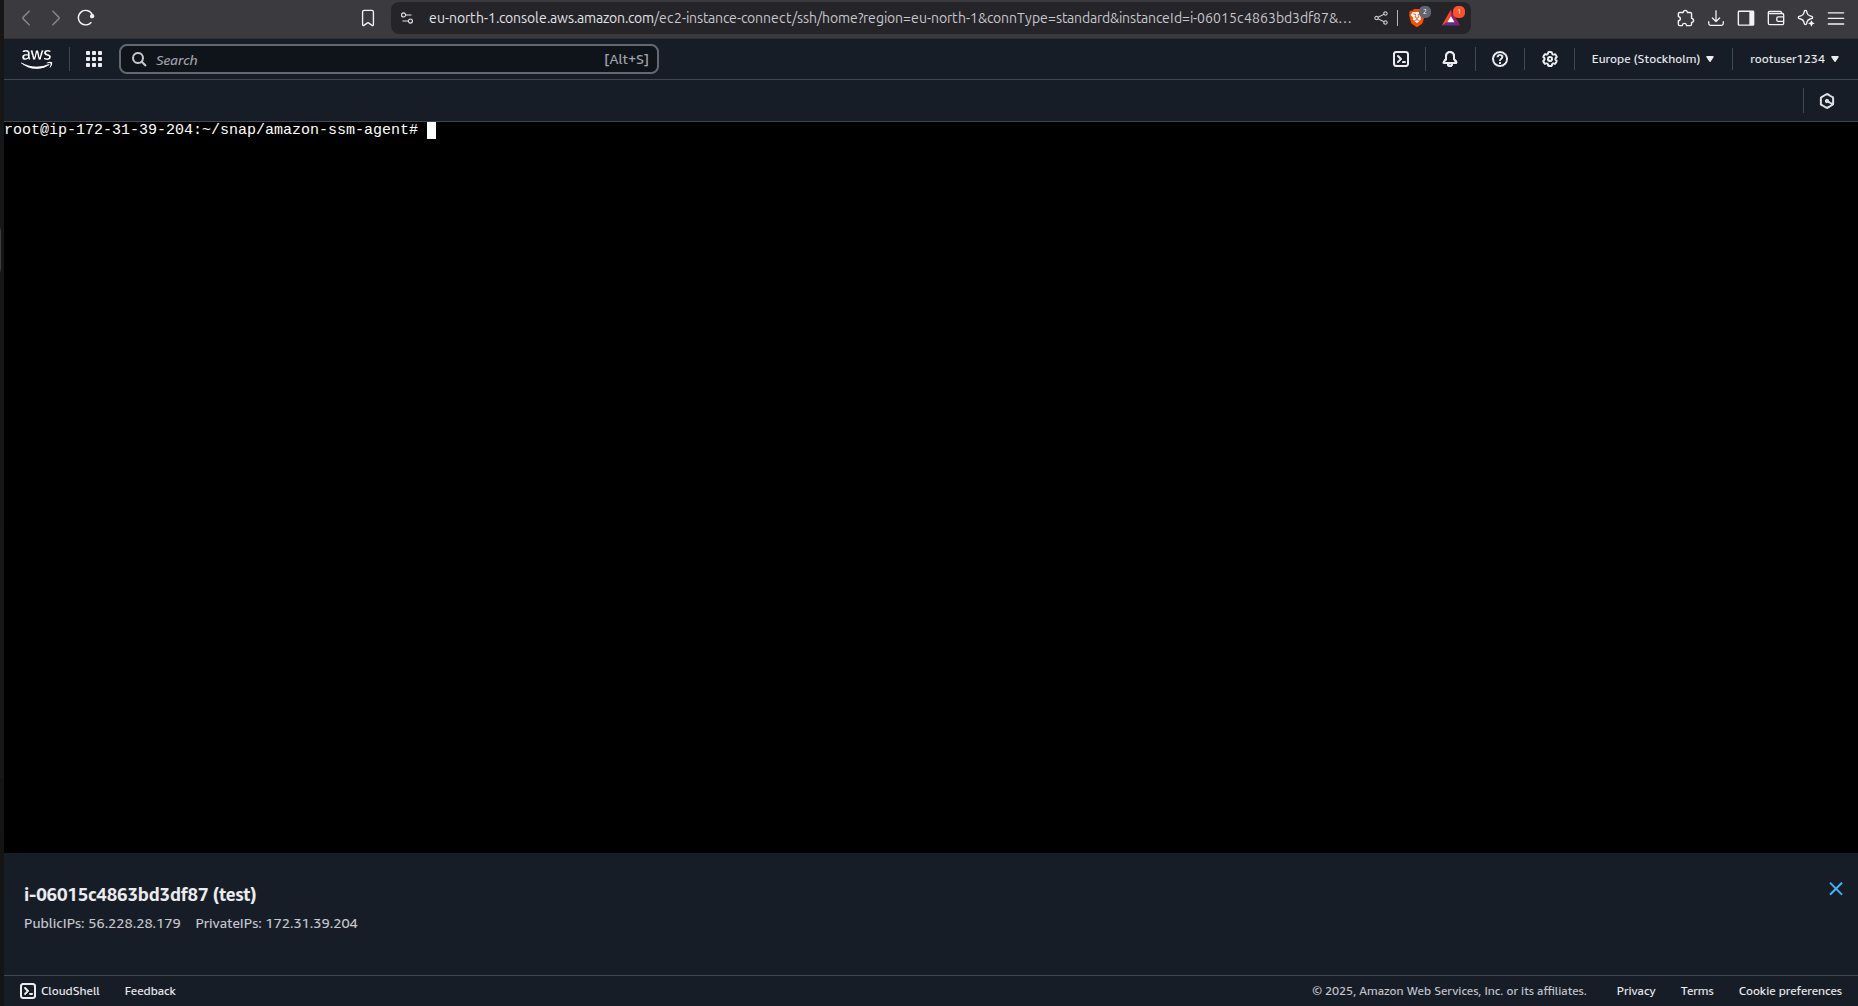 eu-north-1.console.aws.amazon.com/ec2-instance-connect/ssh/home?region=eu-north-1&connType=standard&instanceId=i-06015c4863bd3df87&... 2 1
aws Search [Alt+S] Europe (Stockholm) rootuser1234
root@ip-172-31-39-204:~/snap/amazon-ssm-agent#
i-06015c4863bd3df87 (test)
PublicIPs: 56.228.28.179 PrivateIPs: 172.31.39.204
CloudShell Feedback © 2025, Amazon Web Services, Inc. or its affiliates. Privacy Terms Cookie preferences